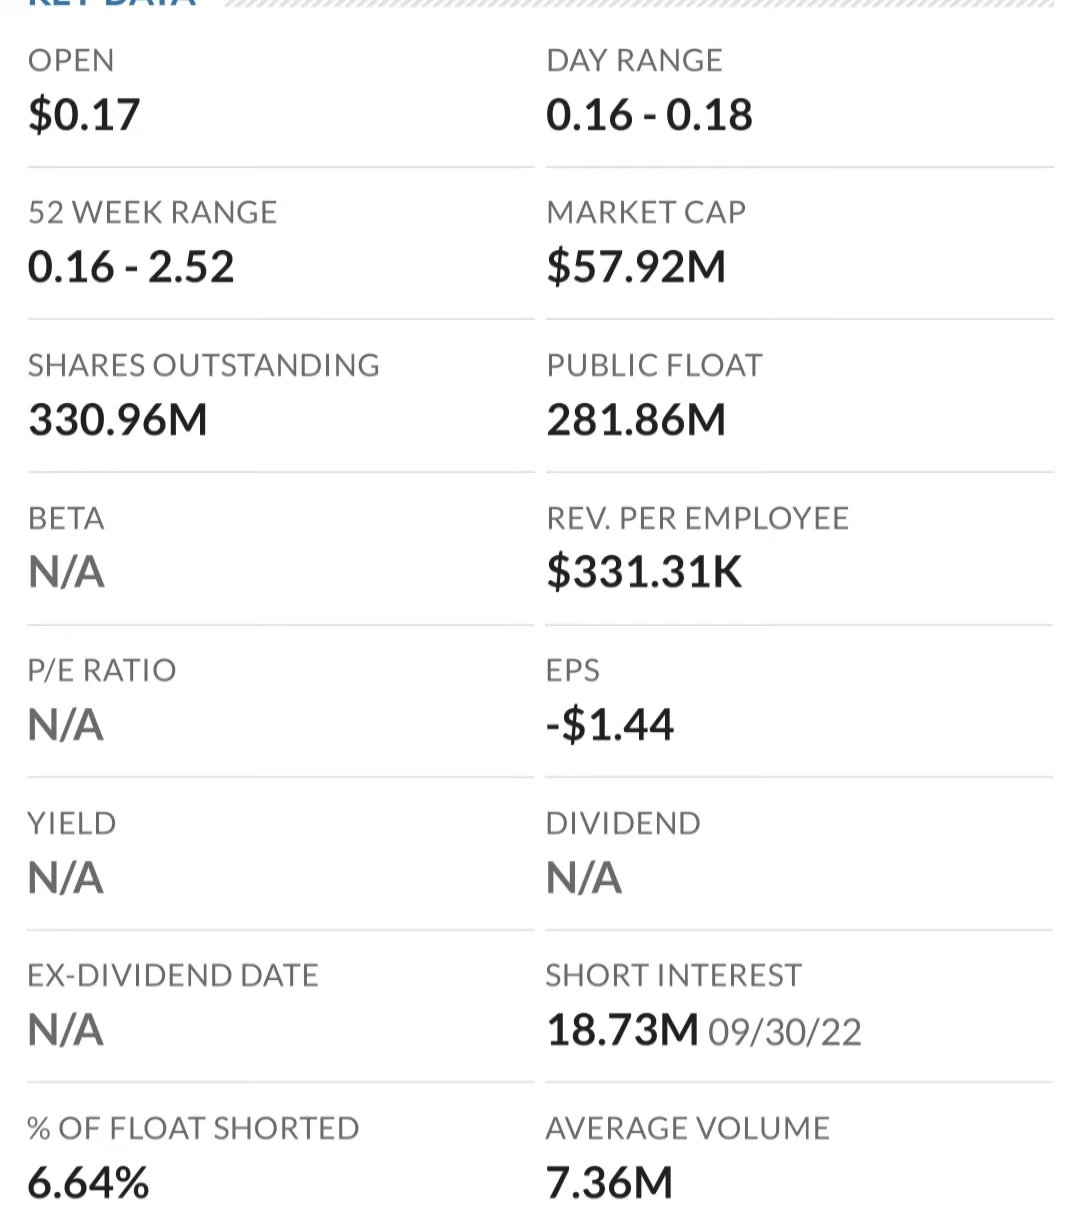 KEY DATA
OPEN
$0.17
DAY RANGE
0.16 - 0.18
52 WEEK RANGE
0.16 - 2.52
MARKET CAP
$57.92M
SHARES OUTSTANDING
330.96M
PUBLIC FLOAT
281.86M
BETA
N/A
REV. PER EMPLOYEE
$331.31K
P/E RATIO
N/A
EPS
-$1.44
YIELD
N/A
DIVIDEND
N/A
EX-DIVIDEND DATE
N/A
SHORT INTEREST
18.73M 09/30/22
% OF FLOAT SHORTED
6.64%
AVERAGE VOLUME
7.36M